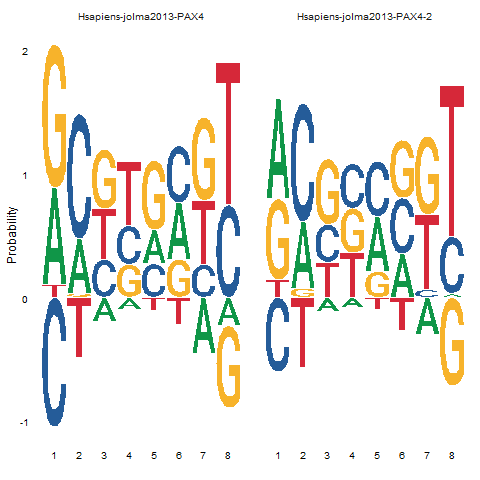 Hsapiens-jolma2013-PAX4
Hsapiens-jolma2013-PAX4-2
Probability
2
1
0
-1
G A T C
C A G T
G T C A
T C G A
G A C T
C A G T
G T C A
T C A G
A G T C
C A G T
G C T A
C G T A
C A G T
G C A T
G T C A
T C A G
1 2 3 4 5 6 7 8
1 2 3 4 5 6 7 8